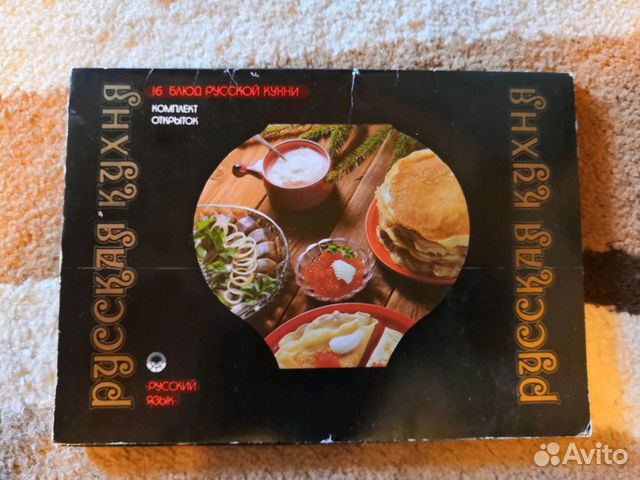 РУССКАЯ КУХНЯ
16 БЛЮД РУССКОЙ КУХНИ
КОМПЛЕКТ
ОТКРЫТОК
РУССКИЙ
ЯЗЫК
РУССКАЯ КУХНЯ
Avito